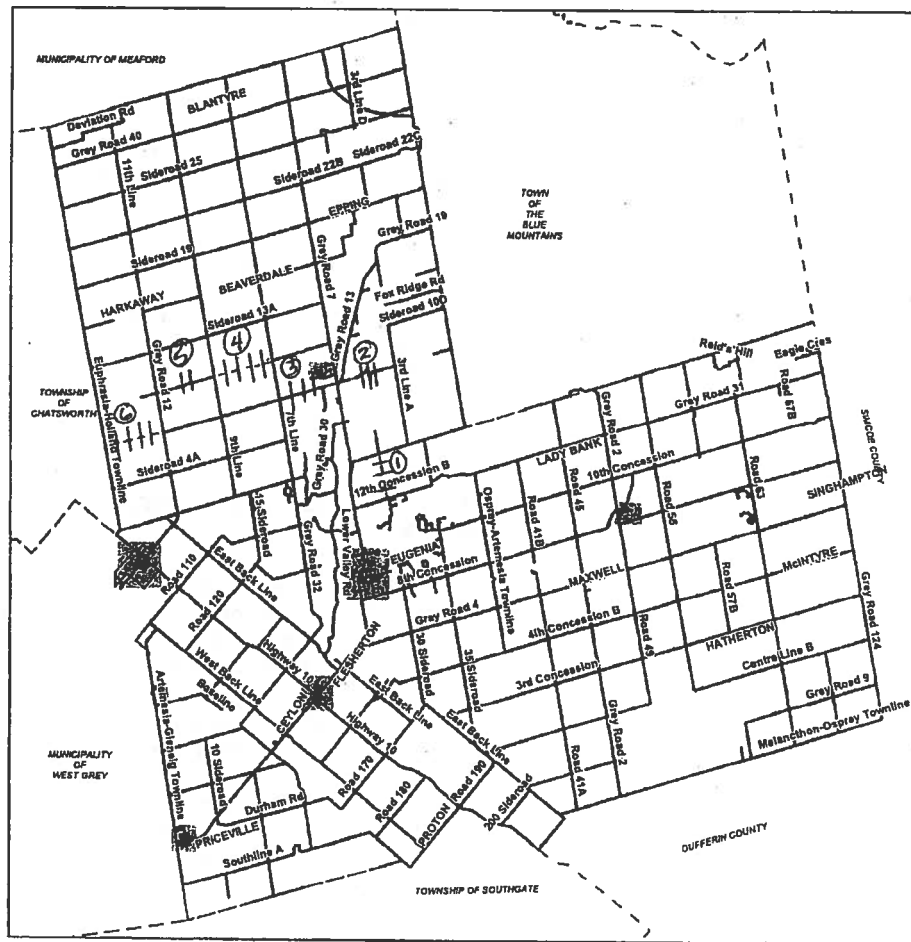 MUNICIPALITY OF MEAFORD
Deviation Rd
BLANTYRE
3rd Line D
Grey Road 40
11th Line
Sideroad 25
Sideroad 22B
Sideroad 22C
TOWN
OF
THE
BLUE
MOUNTAINS
EPPING
Grey Road 19
Sideroad 19
Grey Road 7
BEAVERDALE
HARKAWAY
Fox Ridge Rd
Sideroad 10D
Sideroad 13A
Grey Road 13
Euphrasia-Holland Townline
Grey Road 12
5
4
3
2
3rd Line A
Reid's Hill
Eagle Cres
TOWNSHIP
OF
CHATSWORTH
6
7th Line
Grey Road 30
Grey Road 2
Grey Road 31
Road 67B
SIMCOE COUNTY
9th Line
Sideroad 4A
1
12th Concession B
LADY BANK
10th Concession
15 Sideroad
Grey Road 32
Lower Valley Rd
Osprey-Artemesia Townline
Road 41B
Road 45
Road 63
SINGHAMPTON
EUGENIA
8th Concession
MAXWELL
McINTYRE
Road 110
East Back Line
Road 120
Grey Road 4
4th Concession B
Road 57B
Grey Road 124
HATHERTON
Highway 10
FLESHERTON
30 Sideroad
35 Sideroad
3rd Concession
Road 49
Centre Line B
West Back Line
Baseline
CEYLON
East Back Line
East Back Line
Grey Road 9
Melancthon-Osprey Townline
Artemesia-Glenelg Townline
MUNICIPALITY
OF
WEST GREY
10 Sideroad
Highway 10
Grey Road 2
Road 170
Road 180
Road 190
200 Sideroad
Road 41A
Durham Rd
PROTON
PRICEVILLE
Southline A
DUFFERIN COUNTY
TOWNSHIP OF SOUTHGATE